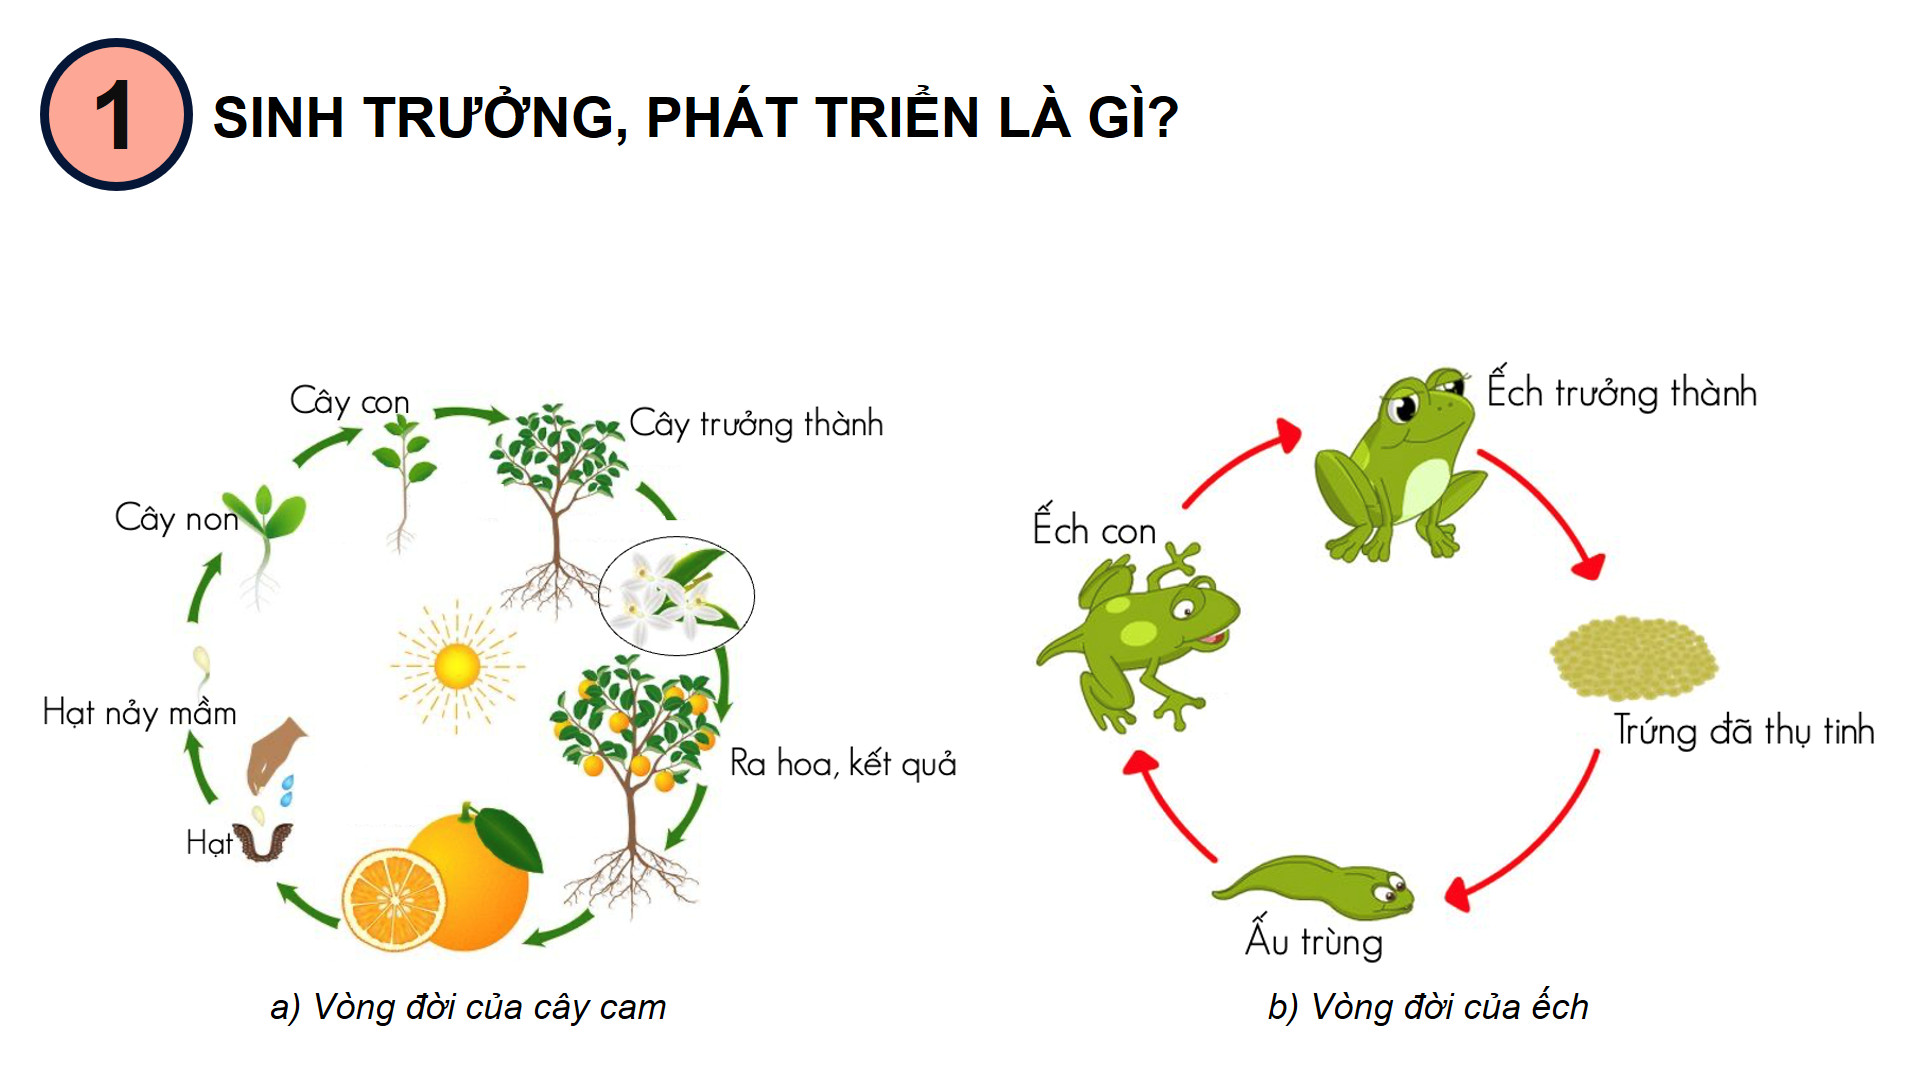 1
SINH TRƯỞNG, PHÁT TRIỂN LÀ GÌ?
Cây con
Cây trưởng thành
Cây non
Hạt nảy mầm
Ra hoa, kết quả
Hạt
a) Vòng đời của cây cam
Ếch trưởng thành
Ếch con
Trứng đã thụ tinh
Ấu trùng
b) Vòng đời của ếch